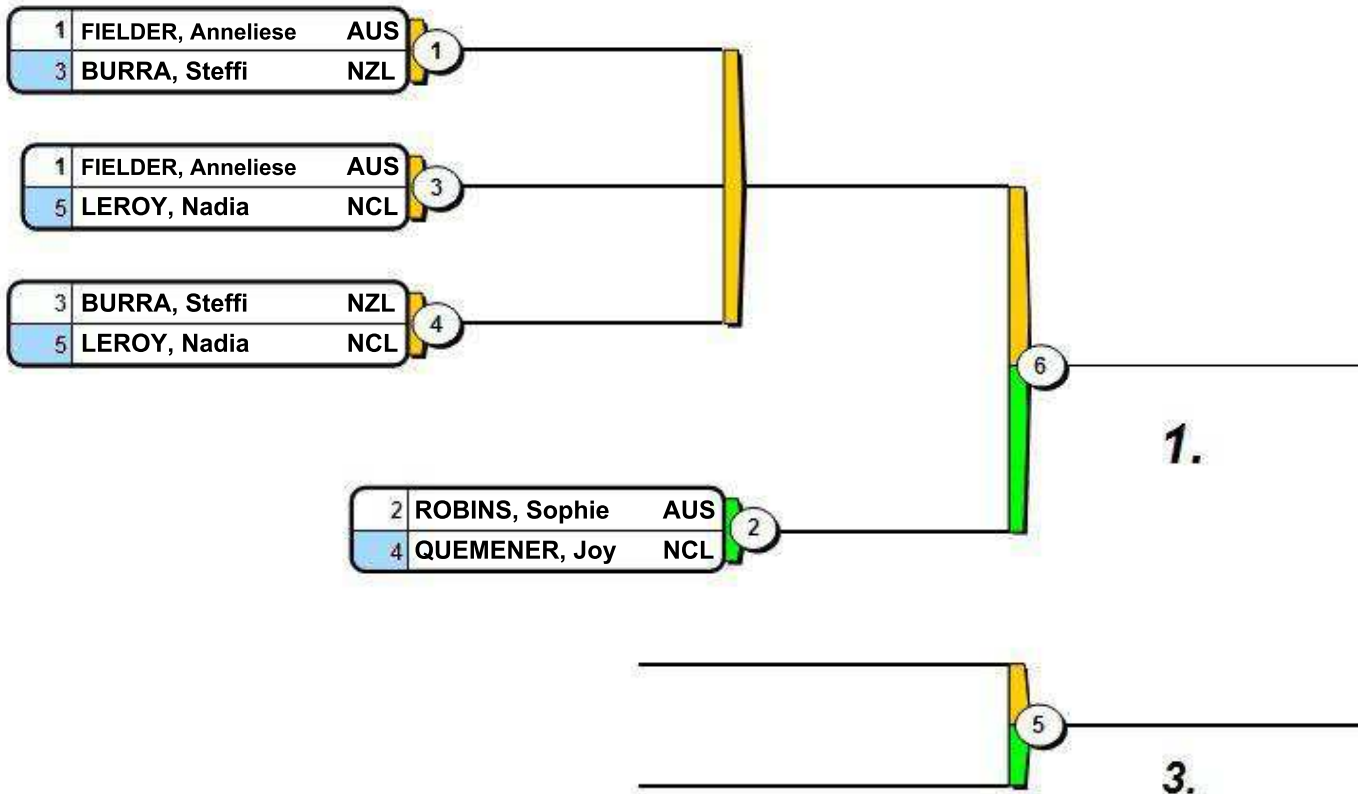 1 FIELDER, Anneliese AUS
3 BURRA, Steffi NZL
1
1 FIELDER, Anneliese AUS
5 LEROY, Nadia NCL
3
3 BURRA, Steffi NZL
5 LEROY, Nadia NCL
4
6
1.
2 ROBINS, Sophie AUS
4 QUEMENER, Joy NCL
2
5
3.